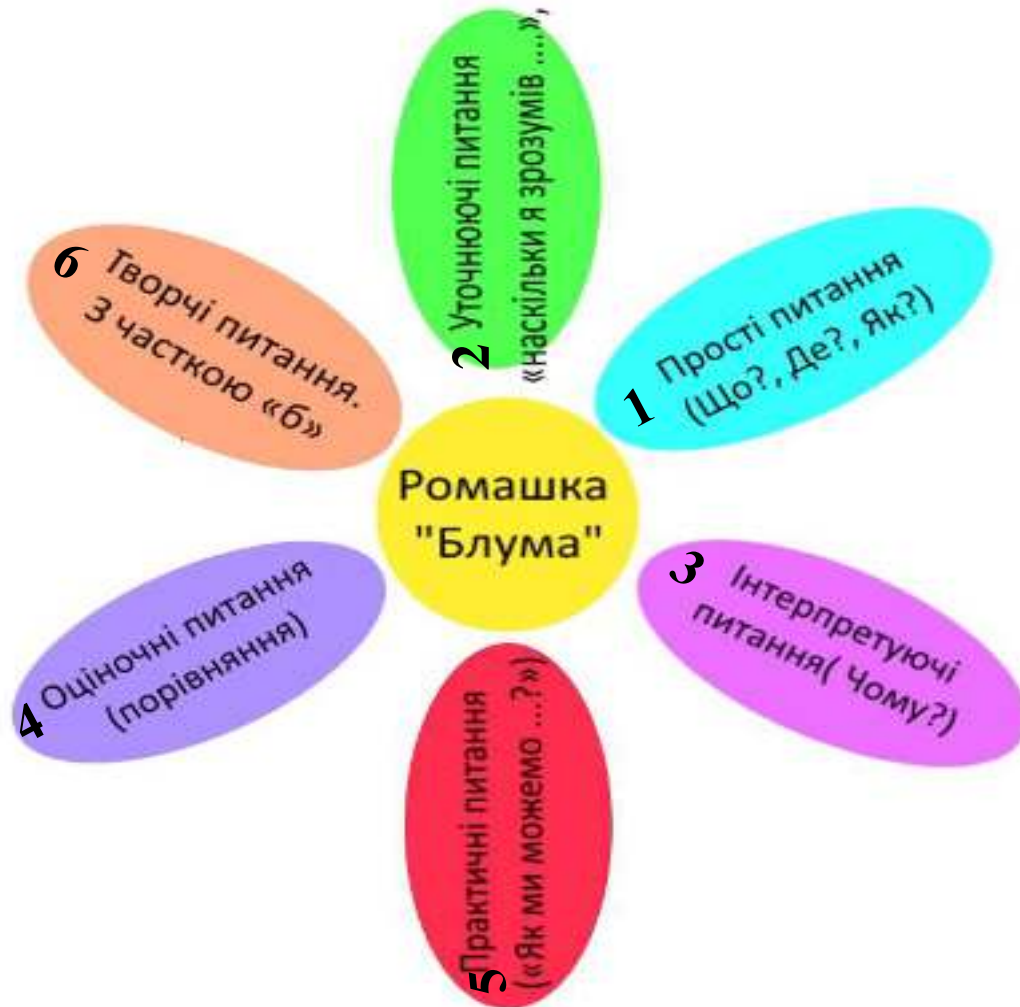 Ромашка
"Блума"
1 Прості питання
(Що?, Де?, Як?)
2 Уточнюючі питання
«наскільки я зрозумів ....»,
3 Інтерпретуючі
питання( Чому?)
4 Оціночні питання
(порівняння)
5 Практичні питання
(«Як ми можемо ...?»)
6 Творчі питання.
З часткою «б»